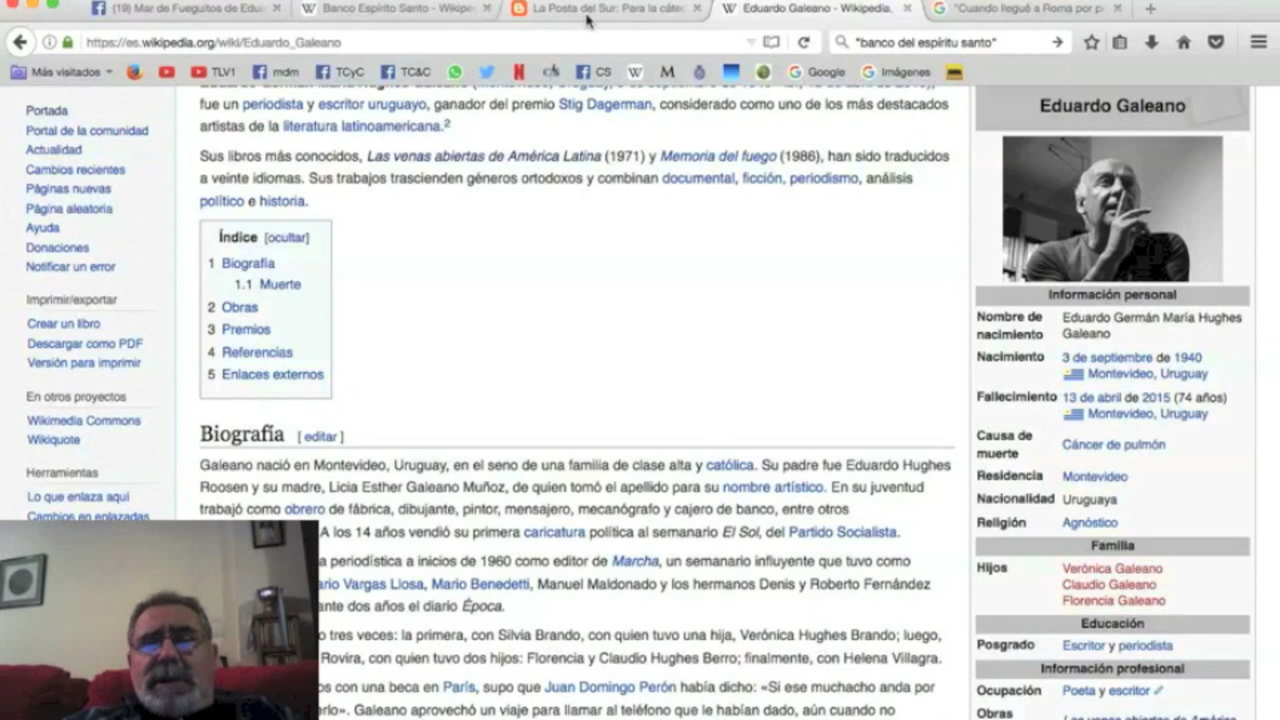 (19) Mar de Fueguitos de Edu
Banco Espírito Santo - Wikipe
La Posta del Sur: Para la cáte
Eduardo Galeano - Wikipedia,
"Cuando llegué a Roma por p
https://es.wikipedia.org/wiki/Eduardo_Galeano
"banco del espíritu santo"
Más visitados
TLV1
mdm
TCyC
TC&C
CS
Google
Imágenes
Portada
Portal de la comunidad
Actualidad
Cambios recientes
Páginas nuevas
Página aleatoria
Ayuda
Donaciones
Notificar un error
Imprimir/exportar
Crear un libro
Descargar como PDF
Versión para imprimir
En otros proyectos
Wikimedia Commons
Wikiquote
Herramientas
Lo que enlaza aquí
Cambios en enlazadas
fue un periodista y escritor uruguayo, ganador del premio Stig Dagerman, considerado como uno de los más destacados
artistas de la literatura latinoamericana.2
Sus libros más conocidos, Las venas abiertas de América Latina (1971) y Memoria del fuego (1986), han sido traducidos
a veinte idiomas. Sus trabajos trascienden géneros ortodoxos y combinan documental, ficción, periodismo, análisis
político e historia.
Índice [ocultar]
1 Biografía
1.1 Muerte
2 Obras
3 Premios
4 Referencias
5 Enlaces externos
Biografía [ editar ]
Galeano nació en Montevideo, Uruguay, en el seno de una familia de clase alta y católica. Su padre fue Eduardo Hughes
Roosen y su madre, Licia Esther Galeano Muñoz, de quien tomó el apellido para su nombre artístico. En su juventud
trabajó como obrero de fábrica, dibujante, pintor, mensajero, mecanógrafo y cajero de banco, entre otros
A los 14 años vendió su primera caricatura política al semanario El Sol, del Partido Socialista.
a periodística a inicios de 1960 como editor de Marcha, un semanario influyente que tuvo como
rio Vargas Llosa, Mario Benedetti, Manuel Maldonado y los hermanos Denis y Roberto Fernández
ante dos años el diario Época.
o tres veces: la primera, con Silvia Brando, con quien tuvo una hija, Verónica Hughes Brando; luego,
Rovira, con quien tuvo dos hijos: Florencia y Claudio Hughes Berro; finalmente, con Helena Villagra.
os con una beca en París, supo que Juan Domingo Perón había dicho: «Si ese muchacho anda por
erlo». Galeano aprovechó un viaje para llamar al teléfono que le habían dado, aún cuando no
Eduardo Galeano
Información personal
Nombre de nacimiento Eduardo Germán María Hughes Galeano
Nacimiento 3 de septiembre de 1940
Montevideo, Uruguay
Fallecimiento 13 de abril de 2015 (74 años)
Montevideo, Uruguay
Causa de muerte Cáncer de pulmón
Residencia Montevideo
Nacionalidad Uruguaya
Religión Agnóstico
Familia
Hijos Verónica Galeano
Claudio Galeano
Florencia Galeano
Educación
Posgrado Escritor y periodista
Información profesional
Ocupación Poeta y escritor
Obras Las venas abiertas de América